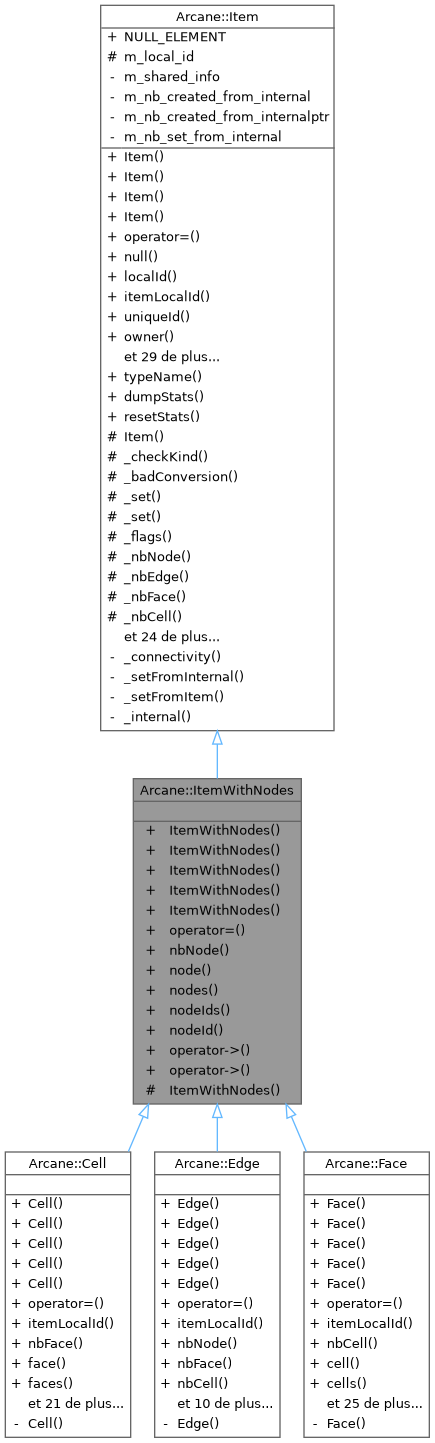 Arcane::Item
+ NULL_ELEMENT
# m_local_id
- m_shared_info
- m_nb_created_from_internal
- m_nb_created_from_internalptr
- m_nb_set_from_internal
+ Item()
+ Item()
+ Item()
+ Item()
+ operator=()
+ null()
+ localId()
+ itemLocalId()
+ uniqueId()
+ owner()
et 29 de plus...
+ typeName()
+ dumpStats()
+ resetStats()
# Item()
# _checkKind()
# _badConversion()
# _set()
# _set()
# _flags()
# _nbNode()
# _nbEdge()
# _nbFace()
# _nbCell()
et 24 de plus...
- _connectivity()
- _setFromInternal()
- _setFromItem()
- _internal()
Arcane::ItemWithNodes
+ ItemWithNodes()
+ ItemWithNodes()
+ ItemWithNodes()
+ ItemWithNodes()
+ ItemWithNodes()
+ operator=()
+ nbNode()
+ node()
+ nodes()
+ nodeIds()
+ nodeId()
+ operator->()
+ operator->()
# ItemWithNodes()
Arcane::Cell
+ Cell()
+ Cell()
+ Cell()
+ Cell()
+ Cell()
+ operator=()
+ itemLocalId()
+ nbFace()
+ face()
+ faces()
et 21 de plus...
- Cell()
Arcane::Edge
+ Edge()
+ Edge()
+ Edge()
+ Edge()
+ Edge()
+ operator=()
+ itemLocalId()
+ nbNode()
+ nbFace()
+ nbCell()
et 10 de plus...
- Edge()
Arcane::Face
+ Face()
+ Face()
+ Face()
+ Face()
+ Face()
+ operator=()
+ itemLocalId()
+ nbCell()
+ cell()
+ cells()
et 25 de plus...
- Face()